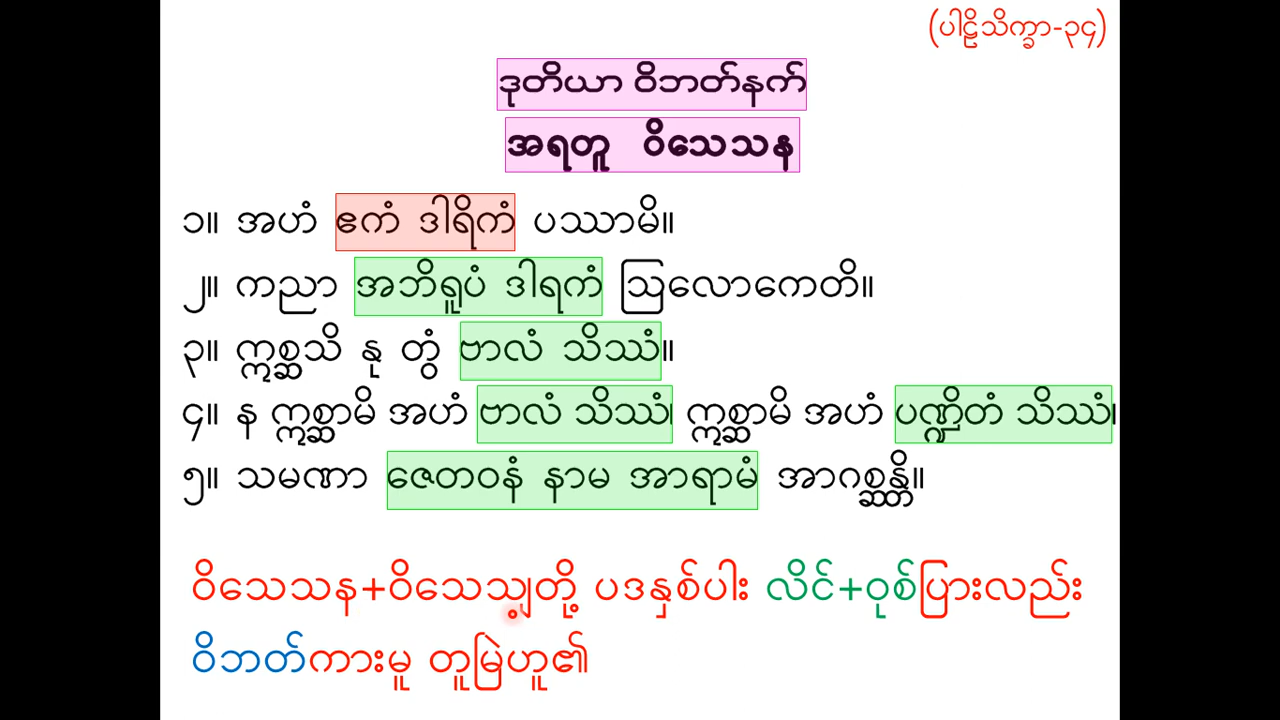 (ပါဠိသိက္ခာ-၃၄)
ဒုတိယာ ဝိဘတ်နက်
အရတူ ဝိသေသန
၁။ အဟံ ဧကံ ဒါရိကံ ပဿာမိ။
၂။ ကညာ အဘိရူပံ ဒါရကံ ဩလောကေတိ။
၃။ ဣစ္ဆသိ နု တွံ ဗာလံ သိဿံ။
၄။ န ဣစ္ဆာမိ အဟံ ဗာလံ သိဿံ၊ ဣစ္ဆာမိ အဟံ ပဏ္ဍိတံ သိဿံ၊
၅။ သမဏာ ဇေတဝနံ နာမ အာရာမံ အာဂစ္ဆန္တိ။
ဝိသေသန+ဝိသေသျတို့ ပဒနှစ်ပါး လိင်+ဝုစ်ပြားလည်း
ဝိဘတ်ကားမူ တူမြဲဟူ၏